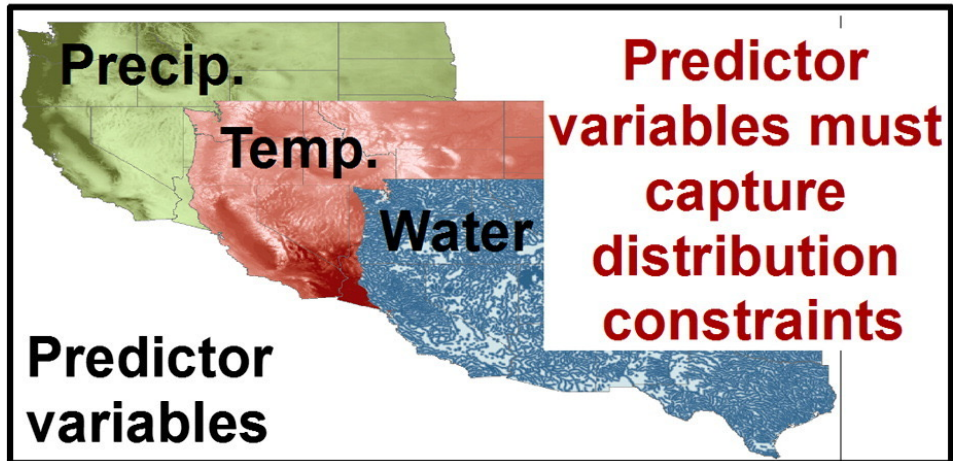 Precip.
Temp.
Water
Predictor
variables
Predictor
variables must
capture
distribution
constraints